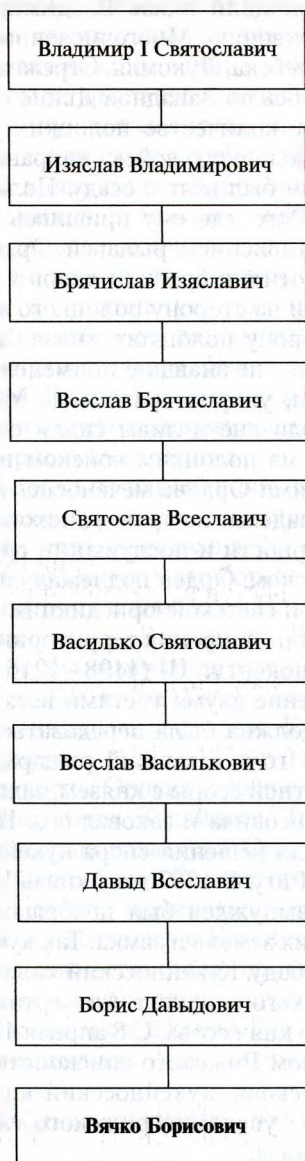 Владимир I Святославич
Изяслав Владимирович
Брячислав Изяславич
Всеслав Брячиславич
Святослав Всеславич
Василько Святославич
Всеслав Василькович
Давыд Всеславич
Борис Давыдович
Вячко Борисович